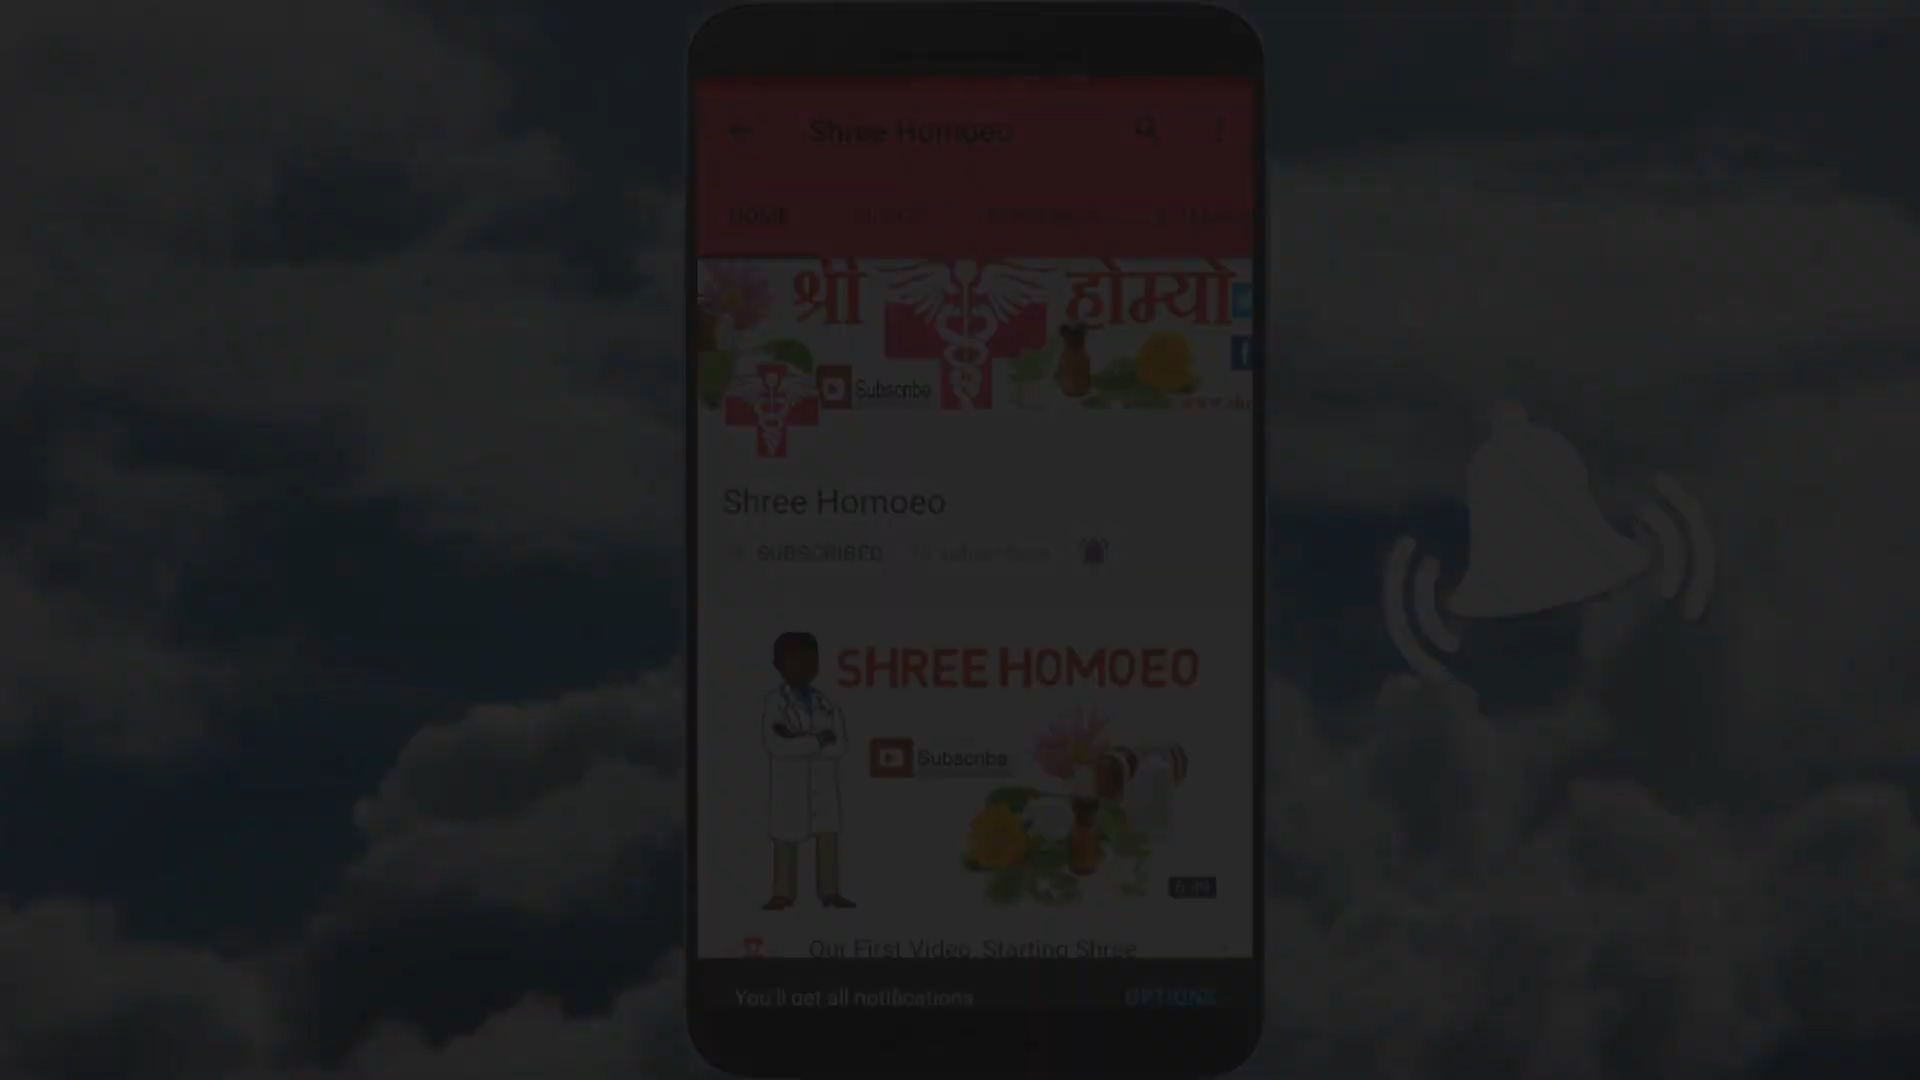 Shree Homoeo
HOME
श्री होम्यो
Subscribe
Shree Homoeo
SUBSCRIBED
SHREE HOMOEO
Subscribe
Our First Video, Starting Shree
You'll get all notifications OPTIONS